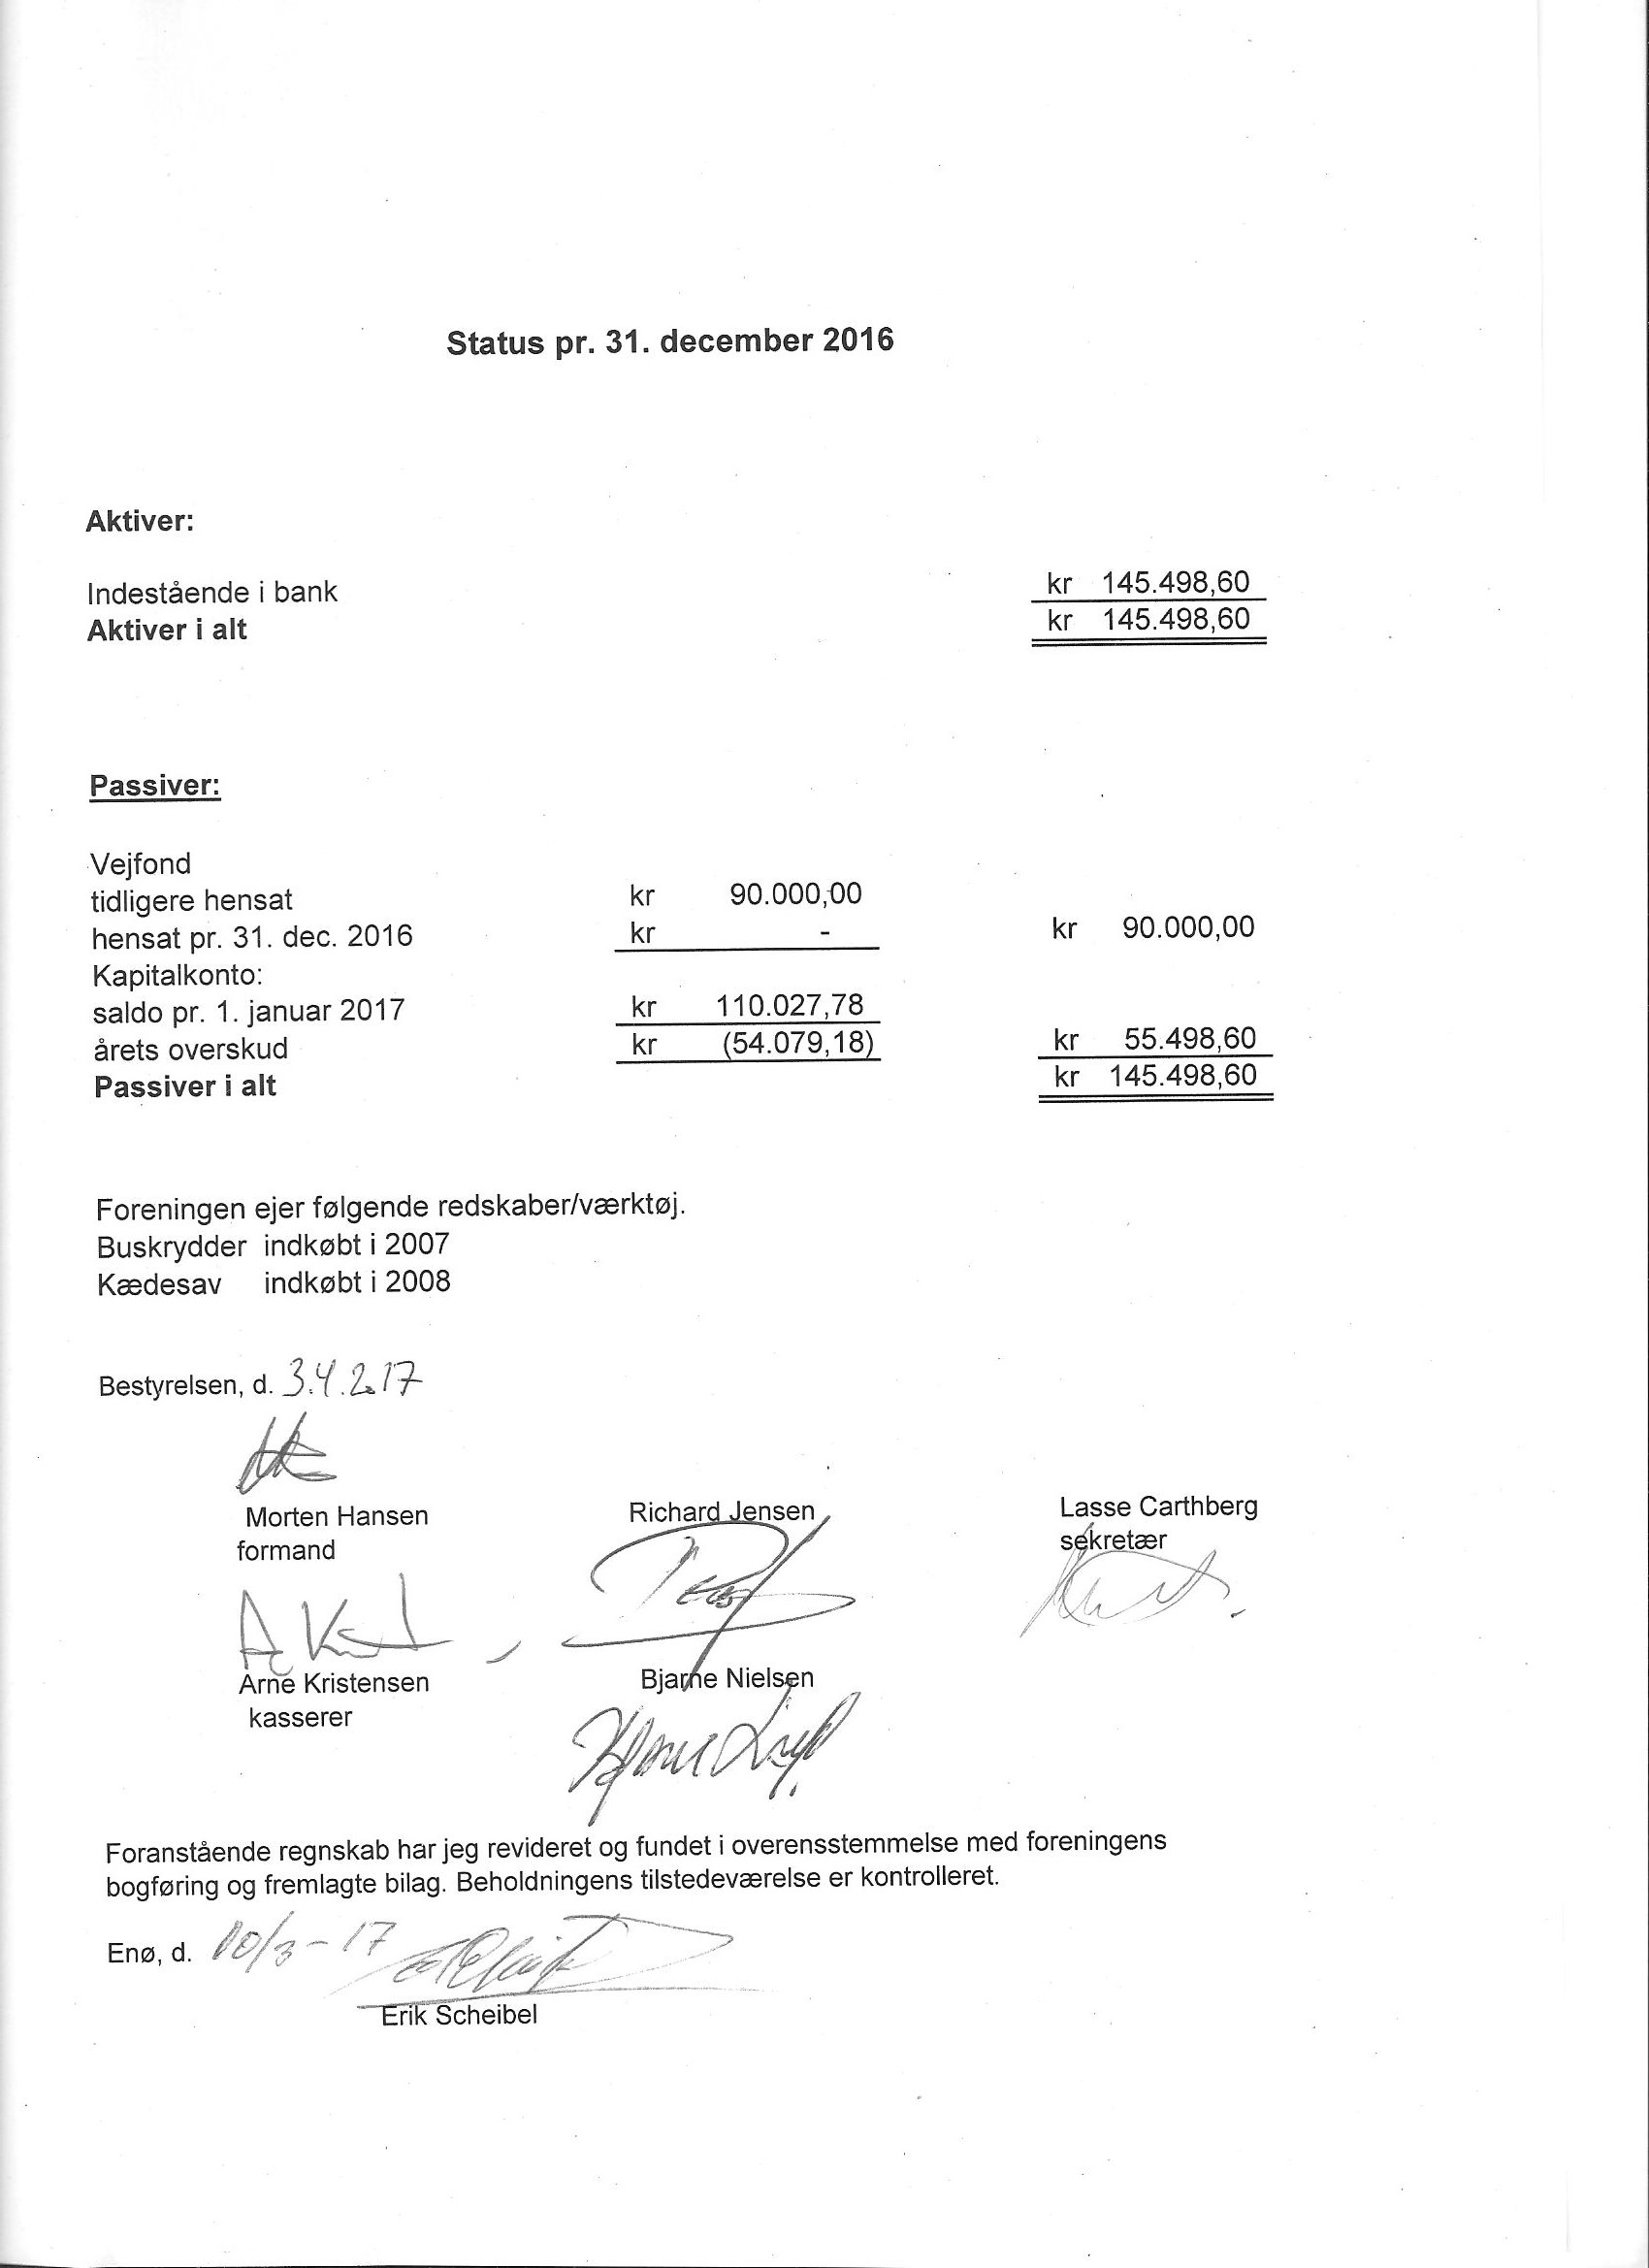 Status pr. 31. december 2016
Aktiver:
Indestående i bank kr 145.498,60
Aktiver i alt kr 145.498,60
Passiver:
Vejfond
tidligere hensat kr 90.000,00
hensat pr. 31. dec. 2016 kr - kr 90.000,00
Kapitalkonto:
saldo pr. 1. januar 2017 kr 110.027,78
årets overskud kr (54.079,18) kr 55.498,60
Passiver i alt kr 145.498,60
Foreningen ejer følgende redskaber/værktøj.
Buskrydder indkøbt i 2007
Kædesav indkøbt i 2008
Bestyrelsen, d. 3.4.2.17
Morten Hansen Richard Jensen Lasse Carthberg
formand sekretær
Arne Kristensen Bjarne Nielsen
kasserer
Foranstående regnskab har jeg revideret og fundet i overensstemmelse med foreningens
bogføring og fremlagte bilag. Beholdningens tilstedeværelse er kontrolleret.
Enø, d.
Erik Scheibel